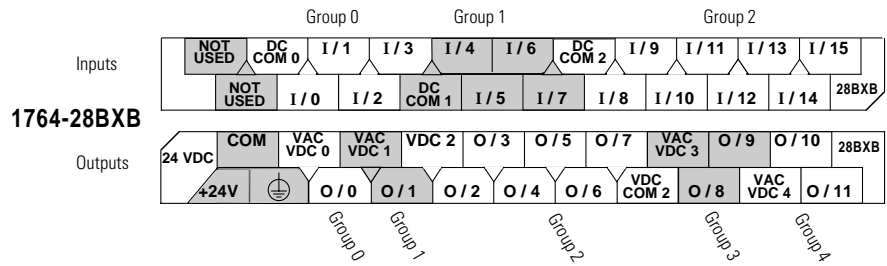 Group 0 Group 1 Group 2
Inputs
NOT USED DC COM 0 I / 1 I / 3 I / 4 I / 6 DC COM 2 I / 9 I / 11 I / 13 I / 15
NOT USED I / 0 I / 2 DC COM 1 I / 5 I / 7 I / 8 I / 10 I / 12 I / 14 28BXB
1764-28BXB
Outputs
24 VDC COM VAC VDC 0 VAC VDC 1 VDC 2 O / 3 O / 5 O / 7 VAC VDC 3 O / 9 O / 10 28BXB
+24V O / 0 O / 1 O / 2 O / 4 O / 6 VDC COM 2 O / 8 VAC VDC 4 O / 11
Group 0 Group 1 Group 2 Group 3 Group 4